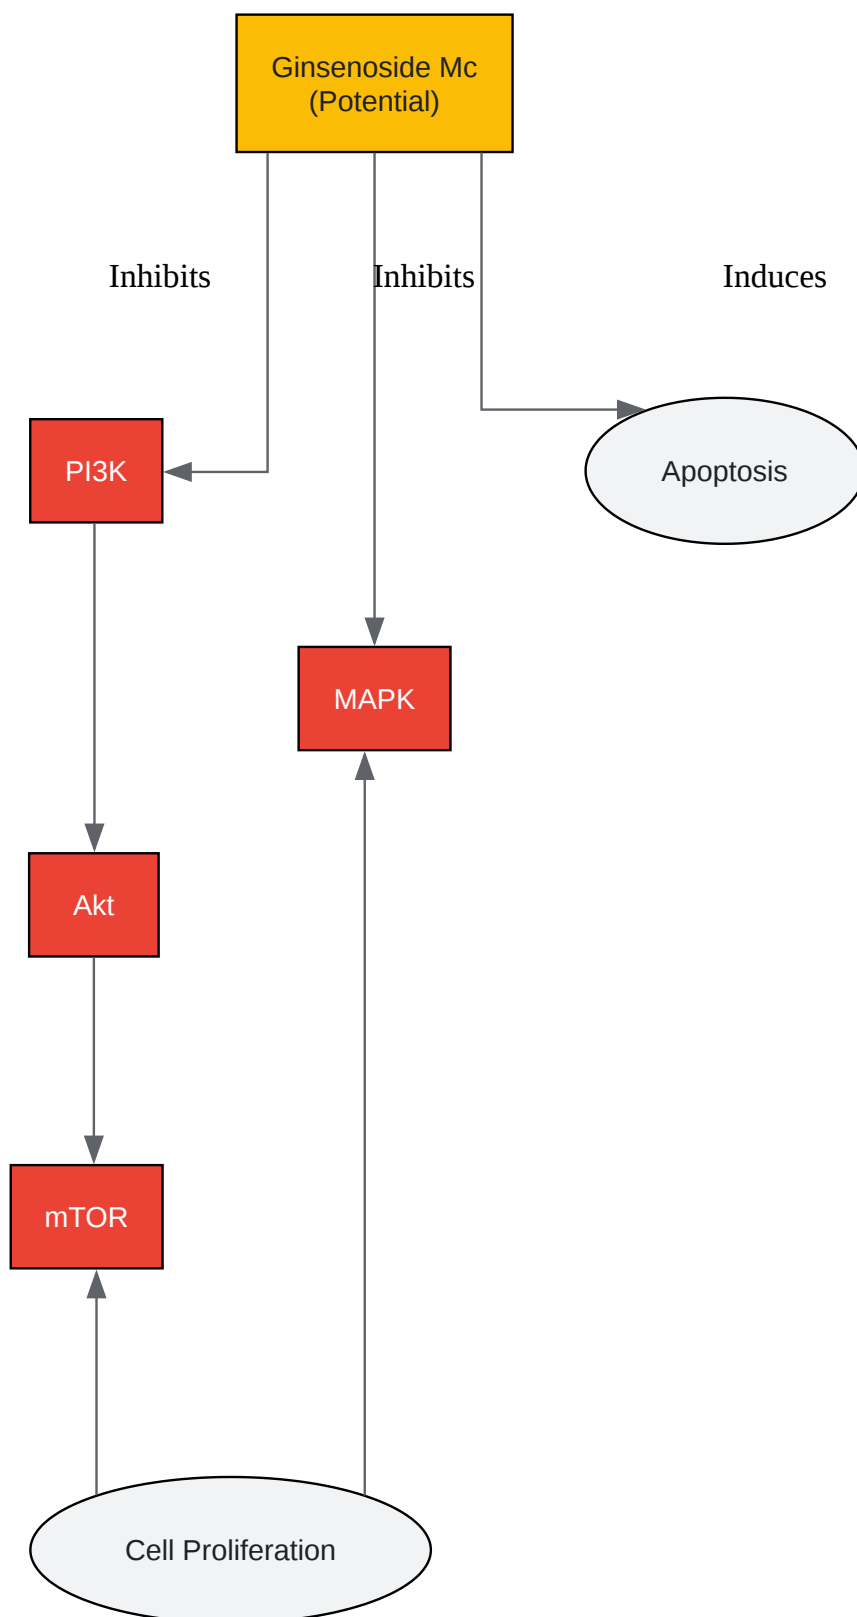 Ginsenoside Mc
(Potential)
Inhibits
Inhibits
Induces
PI3K
Apoptosis
MAPK
Akt
mTOR
Cell Proliferation